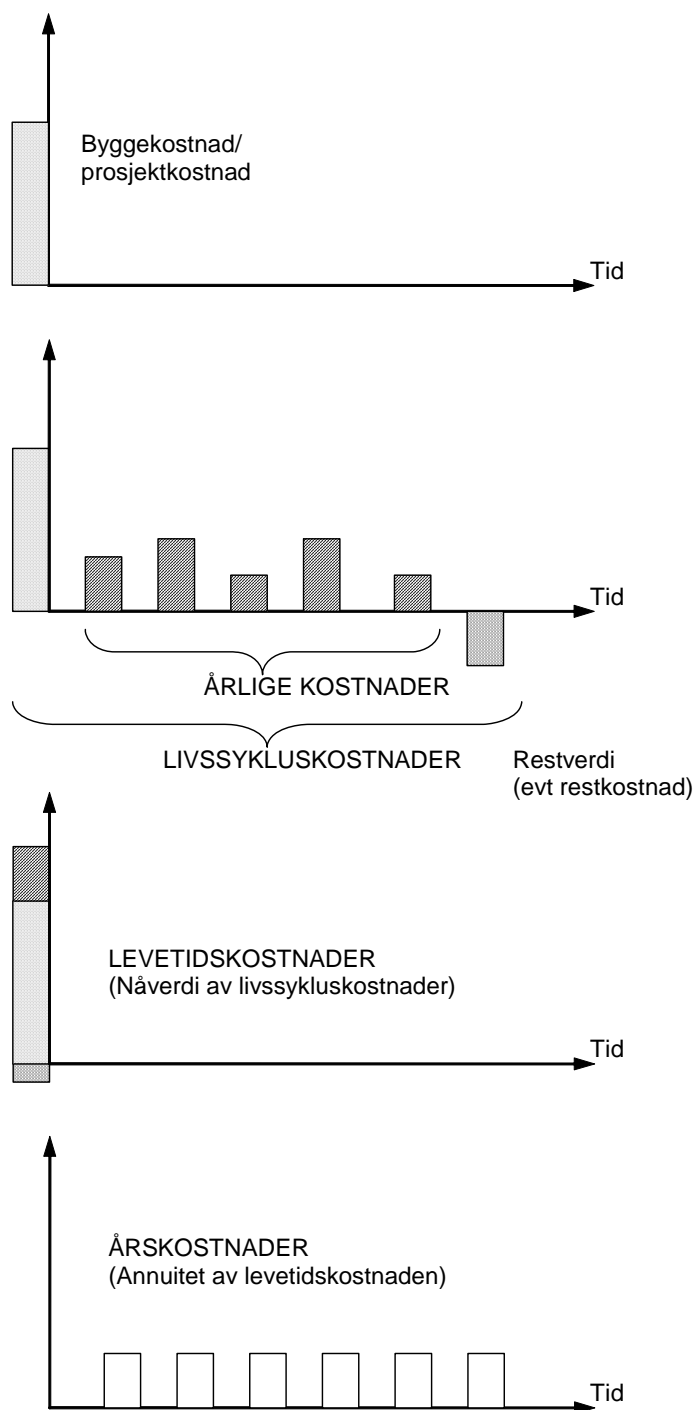 Byggekostnad/
prosjektkostnad
Tid
Tid
ÅRLIGE KOSTNADER
LIVSSYKLUSKOSTNADER
Restverdi
(evt restkostnad)
LEVETIDSKOSTNADER
(Nåverdi av livssykluskostnader)
Tid
ÅRSKOSTNADER
(Annuitet av levetidskostnaden)
Tid